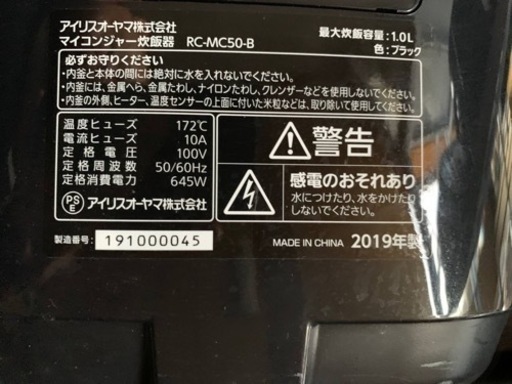 アイリスオーヤマ株式会社
マイコンジャー炊飯器 RC-MC50-B
最大炊飯容量:1.0L
色:ブラック
必ずお守りください
・内釜と本体の間には絶対に水を入れないでください。
・内釜には、金属へら、金属たわし、ナイロンたわし、クレンザーなどを使用しないでください。
・内釜の外側、ヒーター、温度センサーの上面に付いた米粒などは、取り除いて使用してください。
温度ヒューズ 172℃
電流ヒューズ 10A
定格電圧 100V
定格周波数 50/60Hz
定格消費電力 645W
PSE アイリスオーヤマ株式会社
警告
感電のおそれあり
水につけたり、水をかけたり
しないでください。
製造番号: 191000045
MADE IN CHINA 2019年製